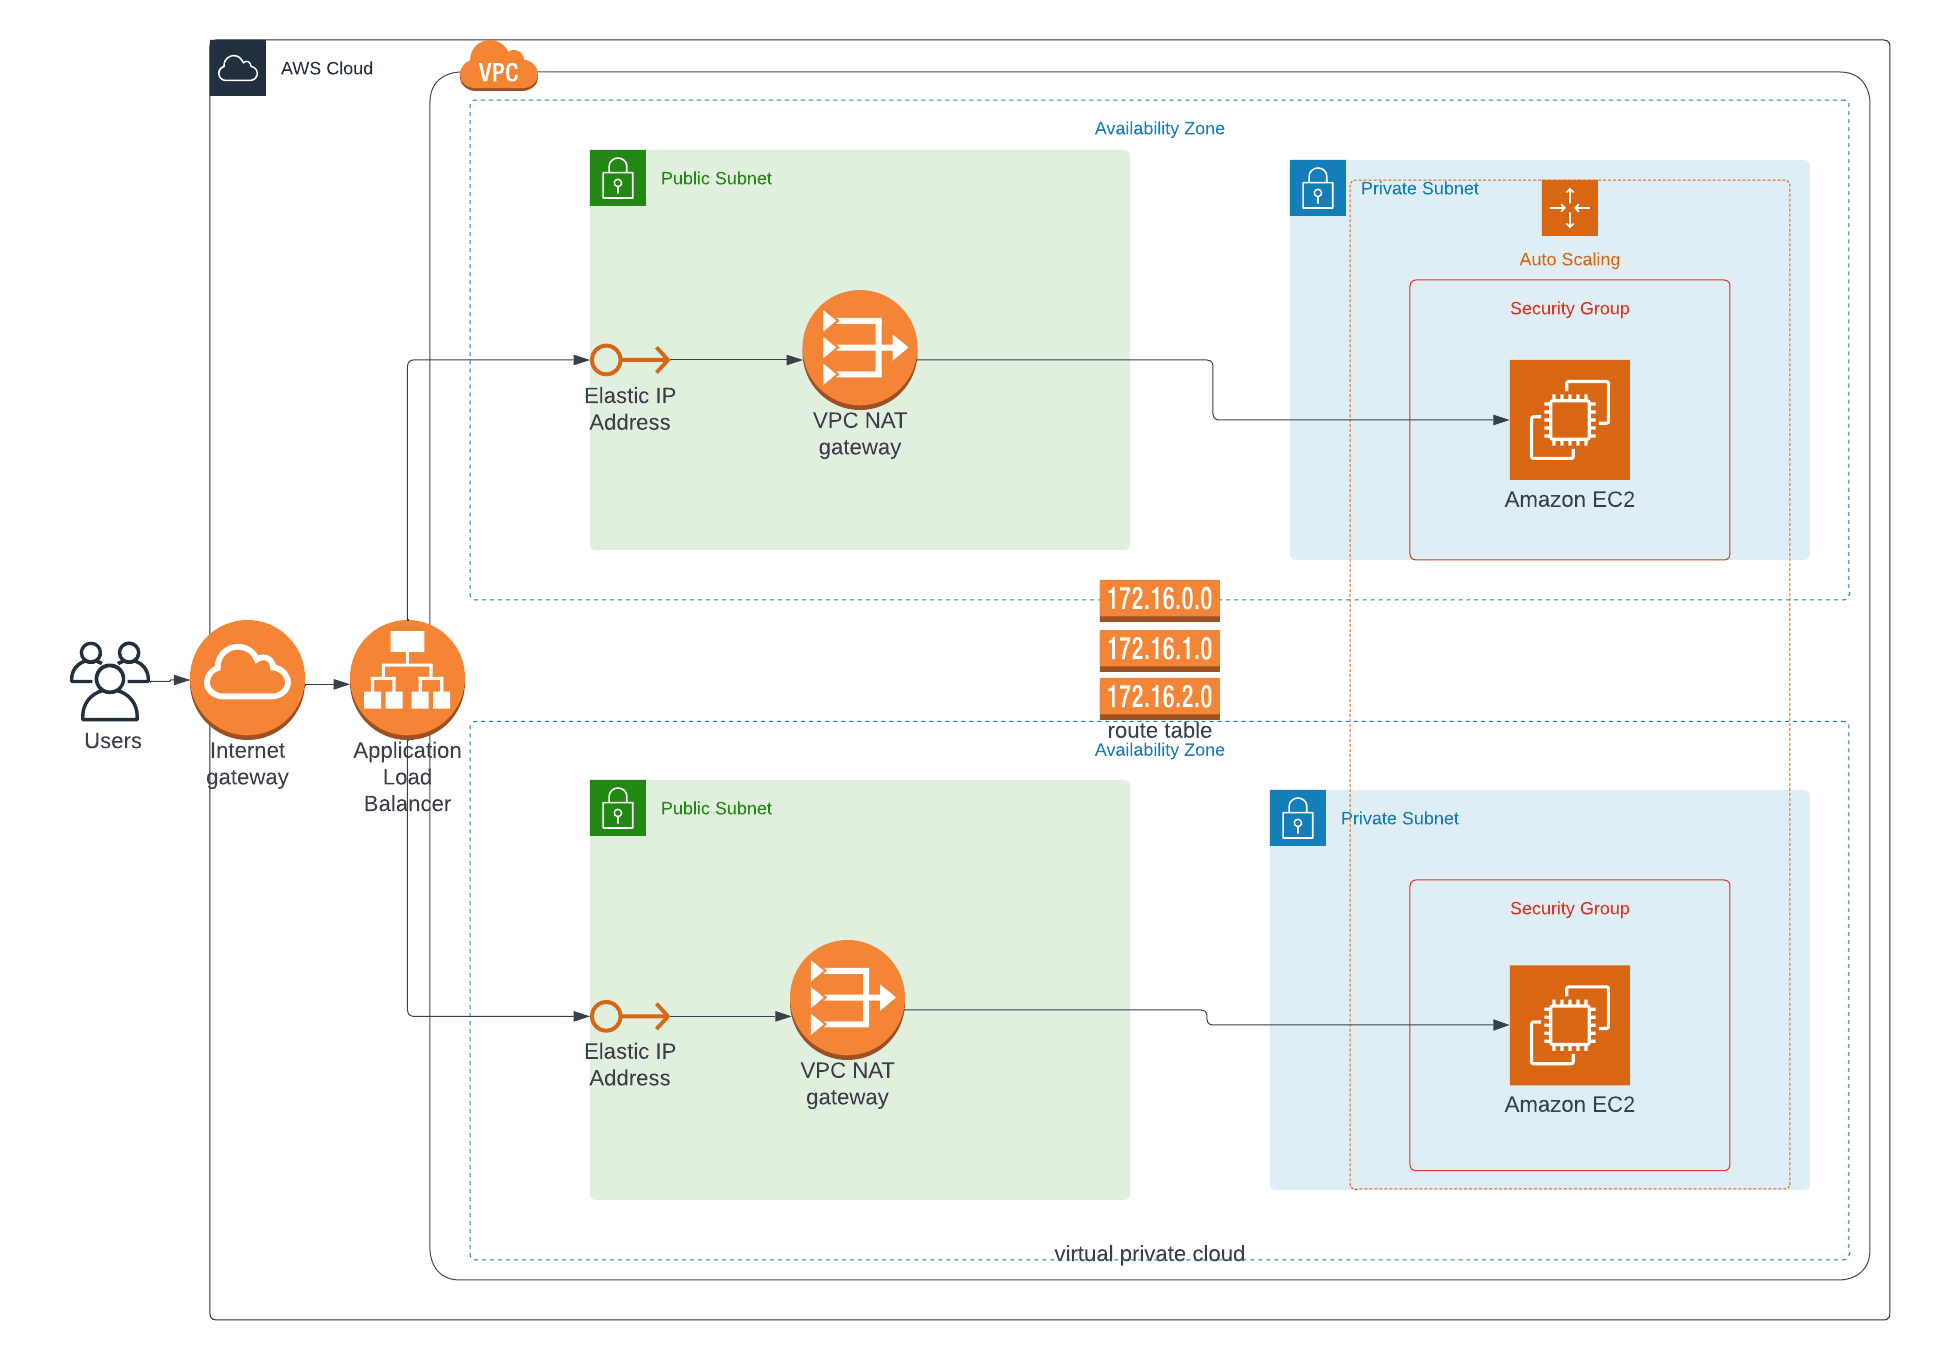 AWS Cloud
VPC
Availability Zone
Public Subnet
Private Subnet
Auto Scaling
Security Group
Elastic IP
Address
VPC NAT
gateway
Amazon EC2
172.16.0.0
172.16.1.0
172.16.2.0
route table
Users
Internet
gateway
Application
Load
Balancer
Availability Zone
Public Subnet
Private Subnet
Security Group
Elastic IP
Address
VPC NAT
gateway
Amazon EC2
virtual private cloud